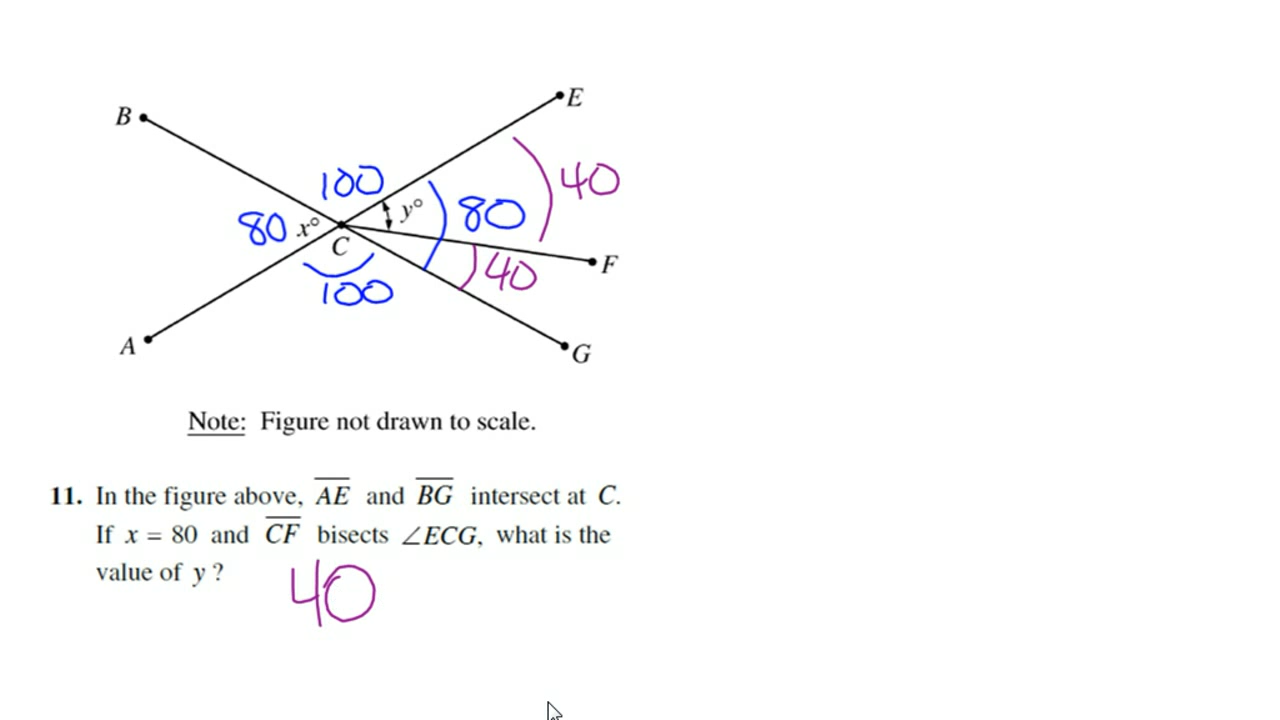 B
E
100
40
80 x° y° 80
C
F
40
100
A
G
Note: Figure not drawn to scale.
11. In the figure above, AE and BG intersect at C.
If x = 80 and CF bisects ∠ECG, what is the
value of y ?
40